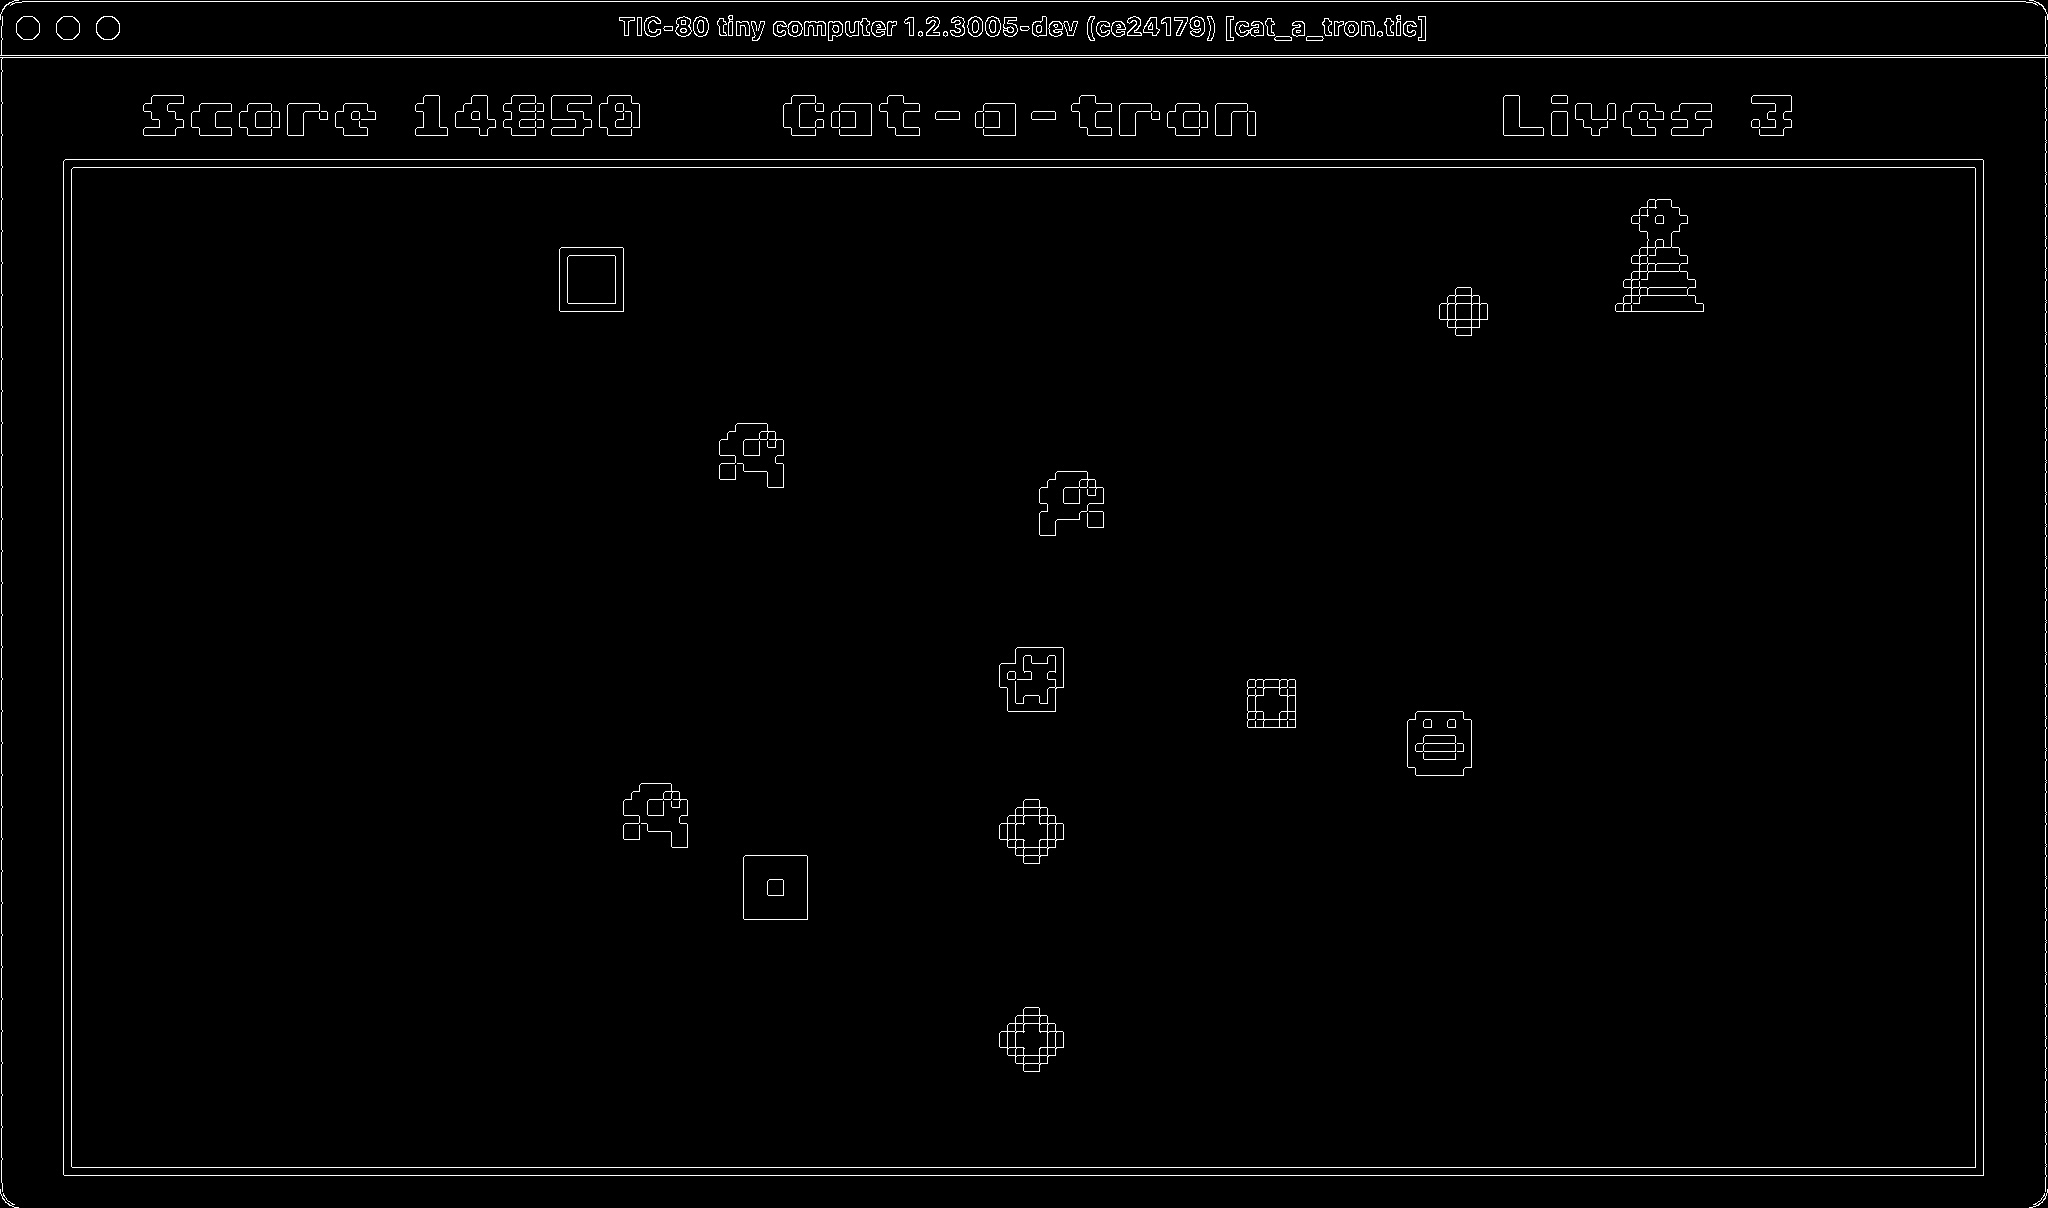 TIC-80 tiny computer 1.2.3005-dev (ce24179) [cat_a_tron.tic]
Score 14850 Cat-a-tron Lives 3